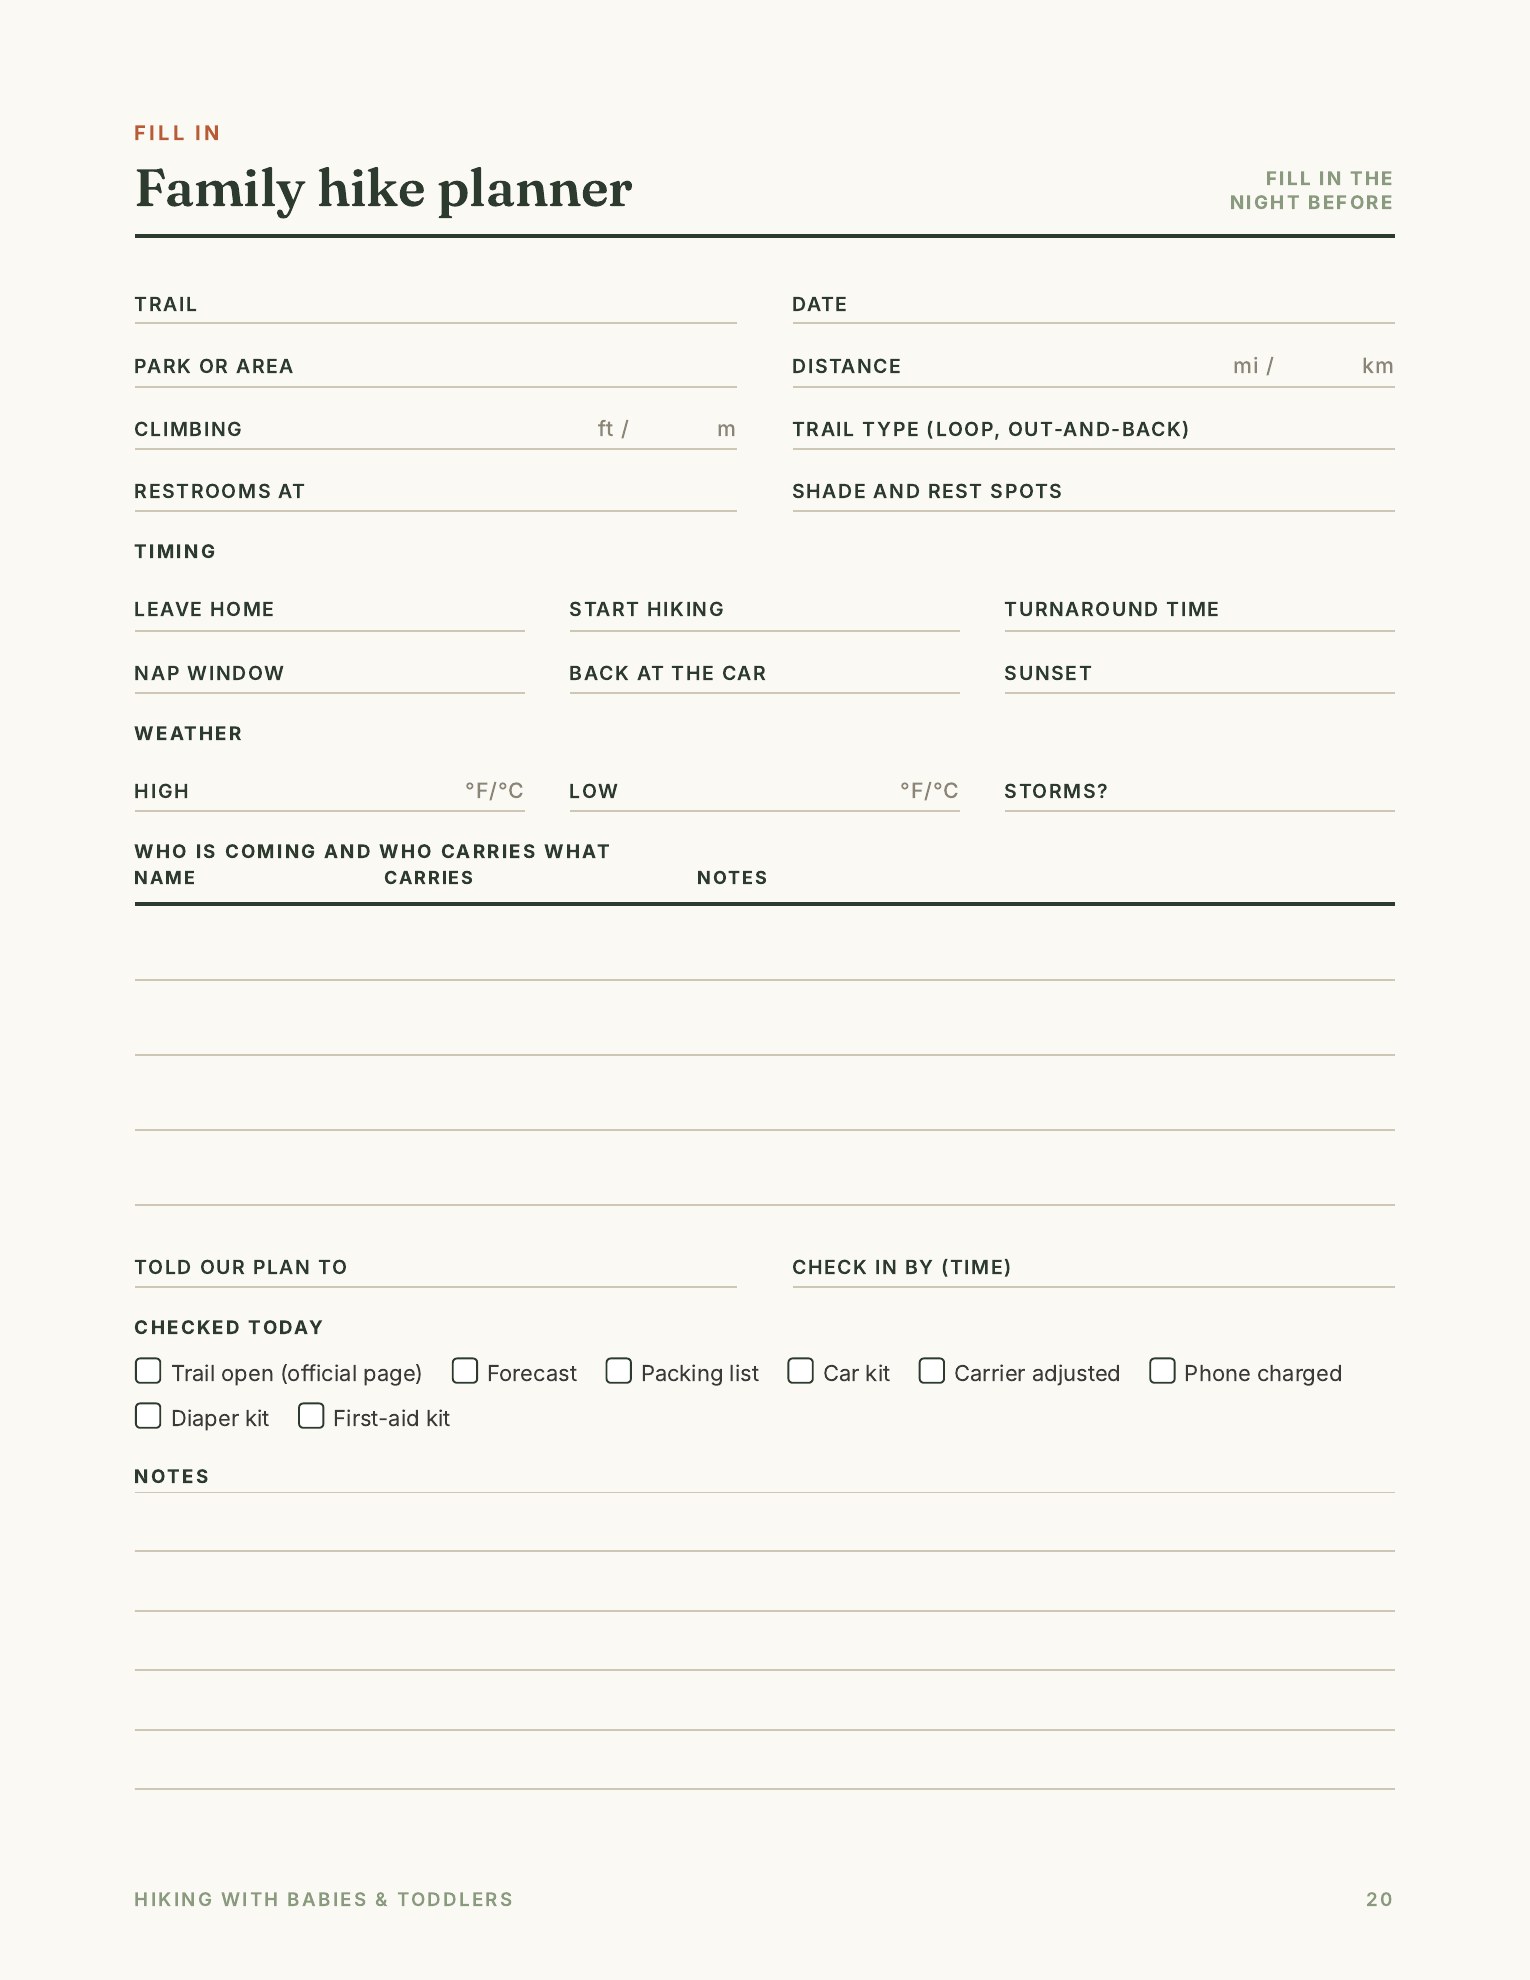 FILL IN
Family hike planner
FILL IN THE
NIGHT BEFORE
TRAIL
DATE
PARK OR AREA
DISTANCE mi / km
CLIMBING ft / m
TRAIL TYPE (LOOP, OUT-AND-BACK)
RESTROOMS AT
SHADE AND REST SPOTS
TIMING
LEAVE HOME
START HIKING
TURNAROUND TIME
NAP WINDOW
BACK AT THE CAR
SUNSET
WEATHER
HIGH °F/°C
LOW °F/°C
STORMS?
WHO IS COMING AND WHO CARRIES WHAT
NAME CARRIES NOTES
TOLD OUR PLAN TO
CHECK IN BY (TIME)
CHECKED TODAY
Trail open (official page) Forecast Packing list Car kit Carrier adjusted Phone charged
Diaper kit First-aid kit
NOTES
HIKING WITH BABIES & TODDLERS
20